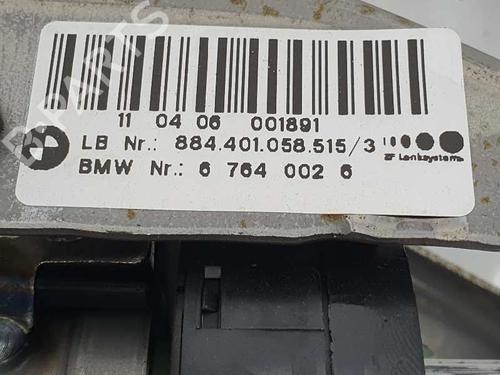 11 04 06 001891
LB Nr.: 884.401.058.515/3
ZF Lenksysteme
BMW Nr.: 6 764 002 6
B-PARTS